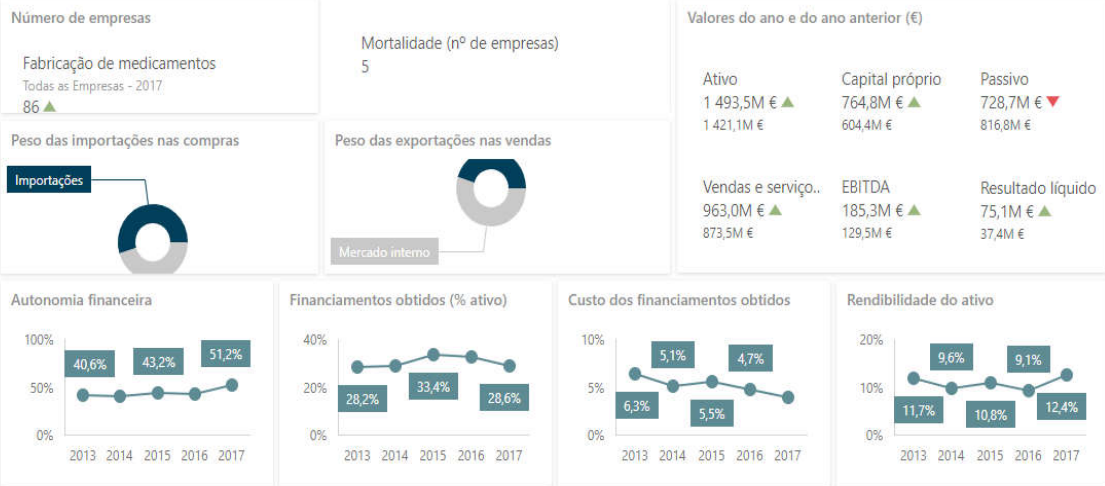 Número de empresas
Fabricação de medicamentos
Todas as Empresas - 2017
86
Mortalidade (nº de empresas)
5
Valores do ano e do ano anterior (€)
Ativo
1 493,5M €
1 421,1M €
Capital próprio
764,8M €
604,4M €
Passivo
728,7M €
816,8M €
Vendas e serviço..
963,0M €
873,5M €
EBITDA
185,3M €
129,5M €
Resultado líquido
75,1M €
37,4M €
Peso das importações nas compras
Importações
Peso das exportações nas vendas
Mercado interno
Autonomia financeira
100%
50%
0%
40,6%
43,2%
51,2%
2013 2014 2015 2016 2017
Financiamentos obtidos (% ativo)
40%
20%
0%
28,2%
33,4%
28,6%
2013 2014 2015 2016 2017
Custo dos financiamentos obtidos
10%
5%
0%
6,3%
5,1%
5,5%
4,7%
2013 2014 2015 2016 2017
Rendibilidade do ativo
20%
10%
0%
11,7%
9,6%
10,8%
9,1%
12,4%
2013 2014 2015 2016 2017